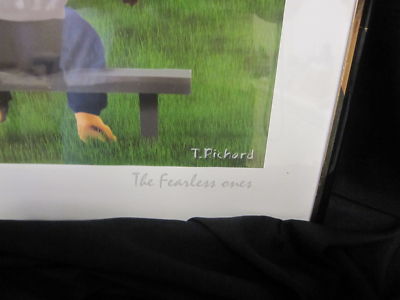 T. Richard
The Fearless ones